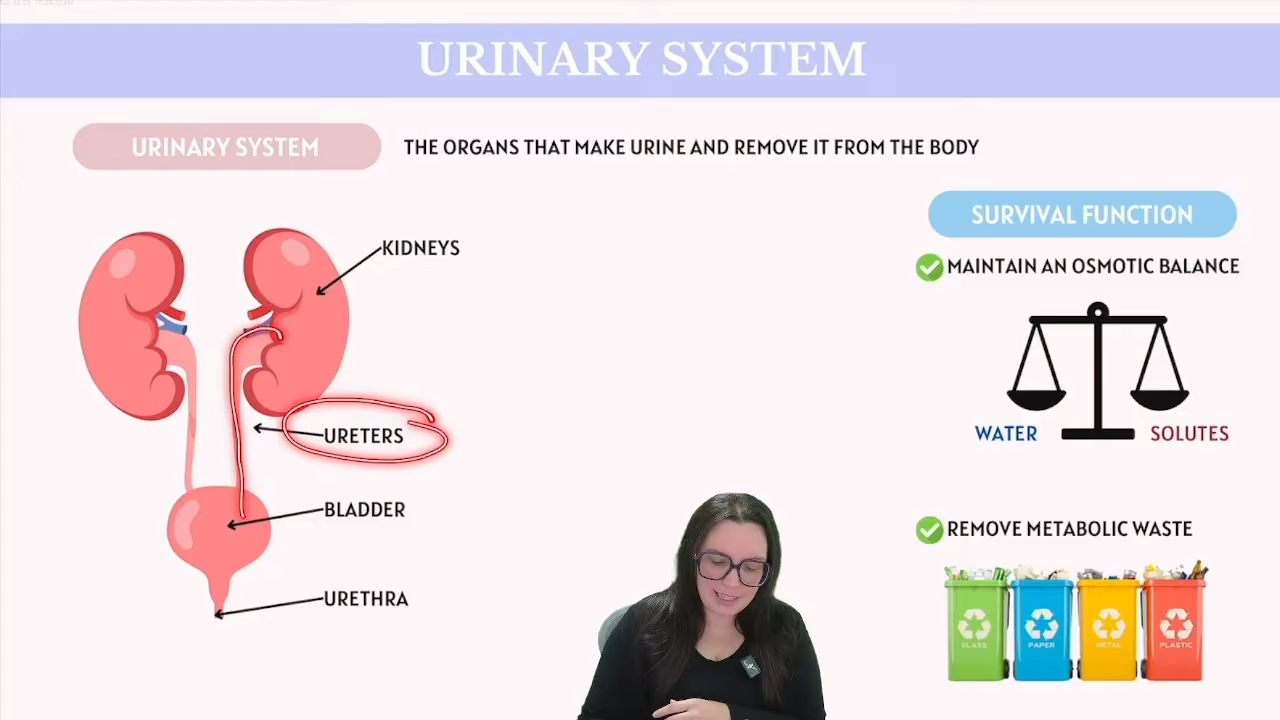 URINARY SYSTEM
URINARY SYSTEM
THE ORGANS THAT MAKE URINE AND REMOVE IT FROM THE BODY
SURVIVAL FUNCTION
KIDNEYS
MAINTAIN AN OSMOTIC BALANCE
URETERS
WATER
SOLUTES
BLADDER
REMOVE METABOLIC WASTE
URETHRA
GLASS
PAPER
METAL
PLASTIC